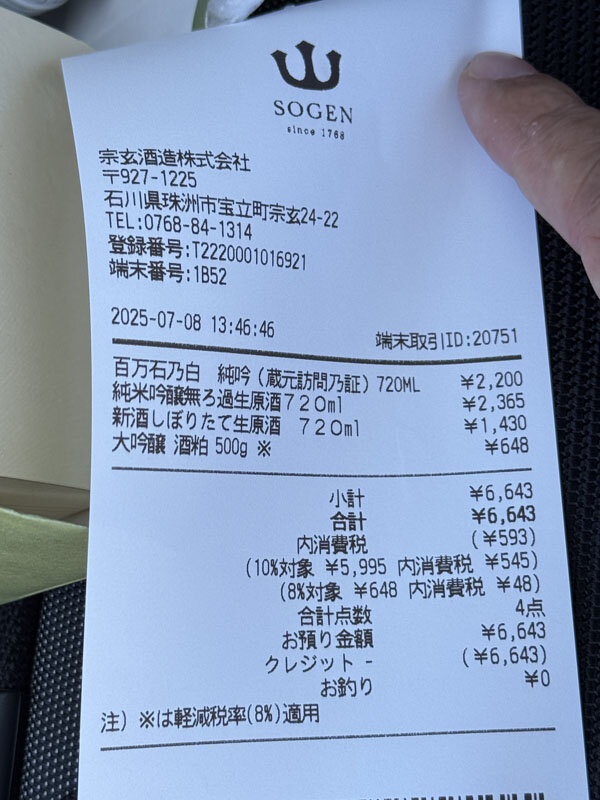 SOGEN
since 1768
宗玄酒造株式会社
〒927-1225
石川県珠洲市宝立町宗玄24-22
TEL:0768-84-1314
登録番号:T2220001016921
端末番号:1B52
2025-07-08 13:46:46 端末取引ID:20751
百万石乃白 純吟(蔵元訪問乃証) 720ML ¥2,200
純米吟醸無ろ過生原酒720ml ¥2,365
新酒しぼりたて生原酒 720ml ¥1,430
大吟醸 酒粕 500g ※ ¥648
小計 ¥6,643
合計 ¥6,643
内消費税 (¥593)
(10%対象 ¥5,995 内消費税 ¥545)
(8%対象 ¥648 内消費税 ¥48)
合計点数 4点
お預り金額 ¥6,643
クレジット - (¥6,643)
お釣り ¥0
注) ※は軽減税率(8%)適用